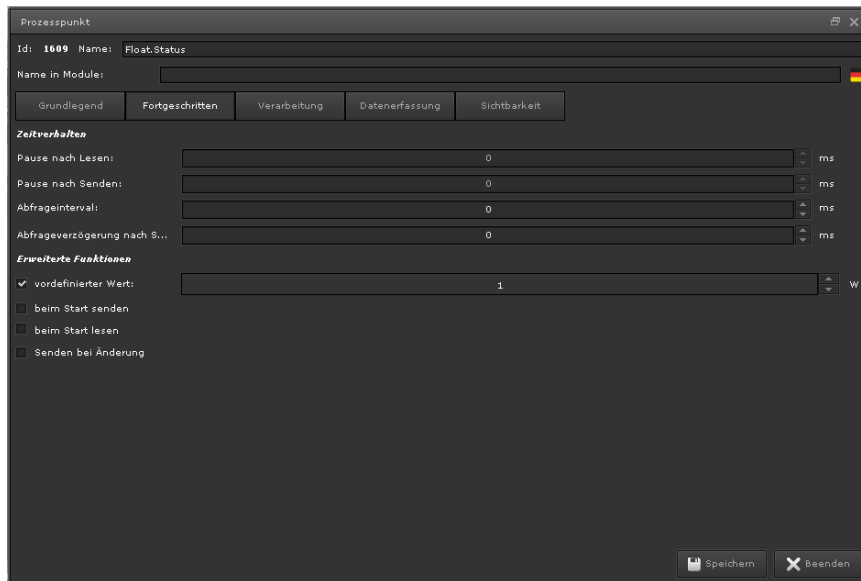 Prozesspunkt
Id: 1609 Name: Float.Status
Name in Module:
Grundlegend Fortgeschritten Verarbeitung Datenerfassung Sichtbarkeit
Zeitverhalten
Pause nach Lesen: 0 ms
Pause nach Senden: 0 ms
Abfrageinterval: 0 ms
Abfrageverzögerung nach S... 0 ms
Erweiterte Funktionen
vordefinierter Wert: 1 W
beim Start senden
beim Start lesen
Senden bei Änderung
Speichern Beenden